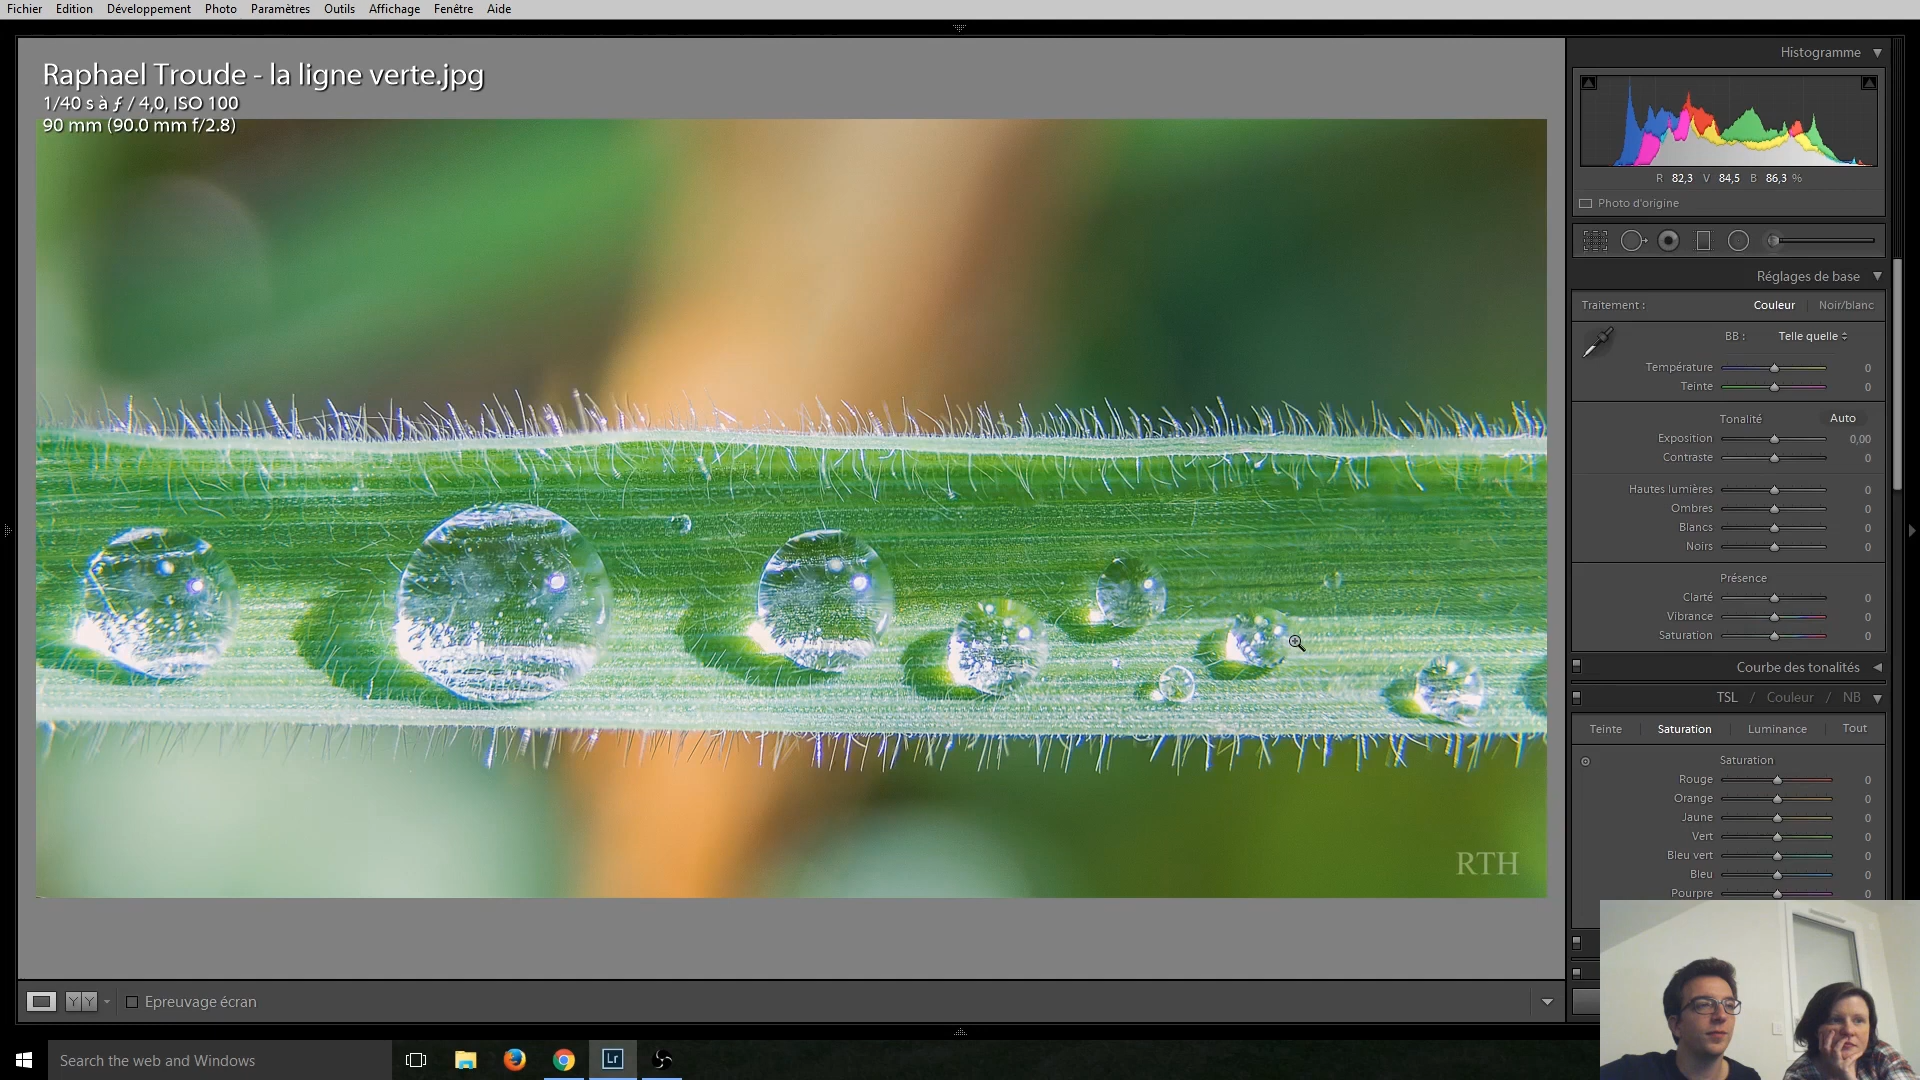 Fichier Edition Développement Photo Paramètres Outils Affichage Fenêtre Aide
Raphael Troude - la ligne verte.jpg
1/40 s à ƒ / 4,0, ISO 100
90 mm (90.0 mm f/2.8)
Histogramme
R 82,3 V 84,5 B 86,3 %
Photo d'origine
Réglages de base
Traitement : Couleur Noir/blanc
BB : Telle quelle
Température 0
Teinte 0
Tonalité Auto
Exposition 0,00
Contraste 0
Hautes lumières 0
Ombres 0
Blancs 0
Noirs 0
Présence
Clarté 0
Vibrance 0
Saturation 0
Courbe des tonalités
TSL / Couleur / NB
Teinte Saturation Luminance Tout
Saturation
Rouge 0
Orange 0
Jaune 0
Vert 0
Bleu vert 0
Bleu 0
Pourpre 0
RTH
Y Y Epreuvage écran
Search the web and Windows
Lr